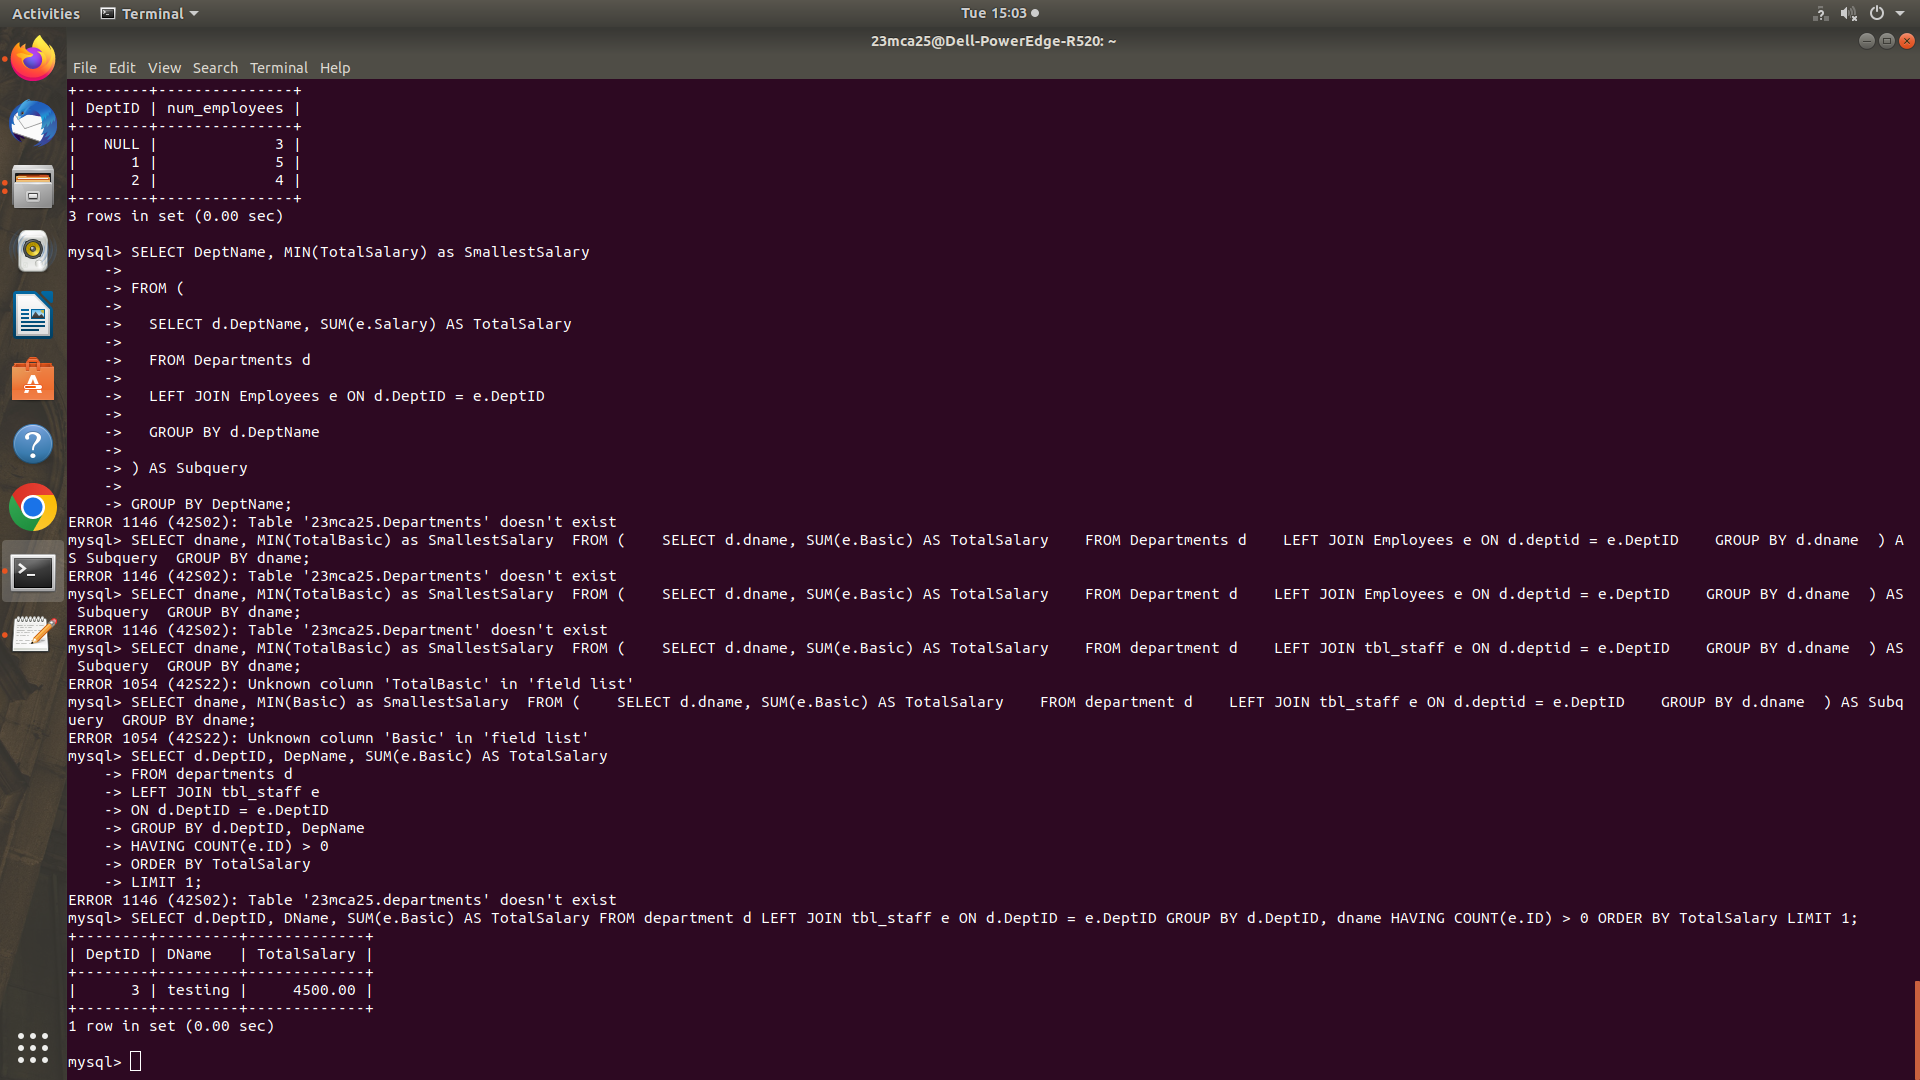 Activities Terminal Tue 15:03
23mca25@Dell-PowerEdge-R520: ~
File Edit View Search Terminal Help
+--------+---------------+
| DeptID | num_employees |
+--------+---------------+
|   NULL |             3 |
|      1 |             5 |
|      2 |             4 |
+--------+---------------+
3 rows in set (0.00 sec)
mysql> SELECT DeptName, MIN(TotalSalary) as SmallestSalary
    ->
    -> FROM (
    ->
    ->   SELECT d.DeptName, SUM(e.Salary) AS TotalSalary
    ->
    ->   FROM Departments d
    ->
    ->   LEFT JOIN Employees e ON d.DeptID = e.DeptID
    ->
    ->   GROUP BY d.DeptName
    ->
    -> ) AS Subquery
    ->
    -> GROUP BY DeptName;
ERROR 1146 (42S02): Table '23mca25.Departments' doesn't exist
mysql> SELECT dname, MIN(TotalBasic) as SmallestSalary  FROM (    SELECT d.dname, SUM(e.Basic) AS TotalSalary    FROM Departments d    LEFT JOIN Employees e ON d.deptid = e.DeptID    GROUP BY d.dname  ) A
S Subquery  GROUP BY dname;
ERROR 1146 (42S02): Table '23mca25.Departments' doesn't exist
mysql> SELECT dname, MIN(TotalBasic) as SmallestSalary  FROM (    SELECT d.dname, SUM(e.Basic) AS TotalSalary    FROM Department d    LEFT JOIN Employees e ON d.deptid = e.DeptID    GROUP BY d.dname  ) AS
 Subquery  GROUP BY dname;
ERROR 1146 (42S02): Table '23mca25.Department' doesn't exist
mysql> SELECT dname, MIN(TotalBasic) as SmallestSalary  FROM (    SELECT d.dname, SUM(e.Basic) AS TotalSalary    FROM department d    LEFT JOIN tbl_staff e ON d.deptid = e.DeptID    GROUP BY d.dname  ) AS
 Subquery  GROUP BY dname;
ERROR 1054 (42S22): Unknown column 'TotalBasic' in 'field list'
mysql> SELECT dname, MIN(Basic) as SmallestSalary  FROM (    SELECT d.dname, SUM(e.Basic) AS TotalSalary    FROM department d    LEFT JOIN tbl_staff e ON d.deptid = e.DeptID    GROUP BY d.dname  ) AS Subq
uery  GROUP BY dname;
ERROR 1054 (42S22): Unknown column 'Basic' in 'field list'
mysql> SELECT d.DeptID, DepName, SUM(e.Basic) AS TotalSalary
    -> FROM departments d
    -> LEFT JOIN tbl_staff e
    -> ON d.DeptID = e.DeptID
    -> GROUP BY d.DeptID, DepName
    -> HAVING COUNT(e.ID) > 0
    -> ORDER BY TotalSalary
    -> LIMIT 1;
ERROR 1146 (42S02): Table '23mca25.departments' doesn't exist
mysql> SELECT d.DeptID, DName, SUM(e.Basic) AS TotalSalary FROM department d LEFT JOIN tbl_staff e ON d.DeptID = e.DeptID GROUP BY d.DeptID, dname HAVING COUNT(e.ID) > 0 ORDER BY TotalSalary LIMIT 1;
+--------+---------+-------------+
| DeptID | DName   | TotalSalary |
+--------+---------+-------------+
|      3 | testing |     4500.00 |
+--------+---------+-------------+
1 row in set (0.00 sec)
mysql>